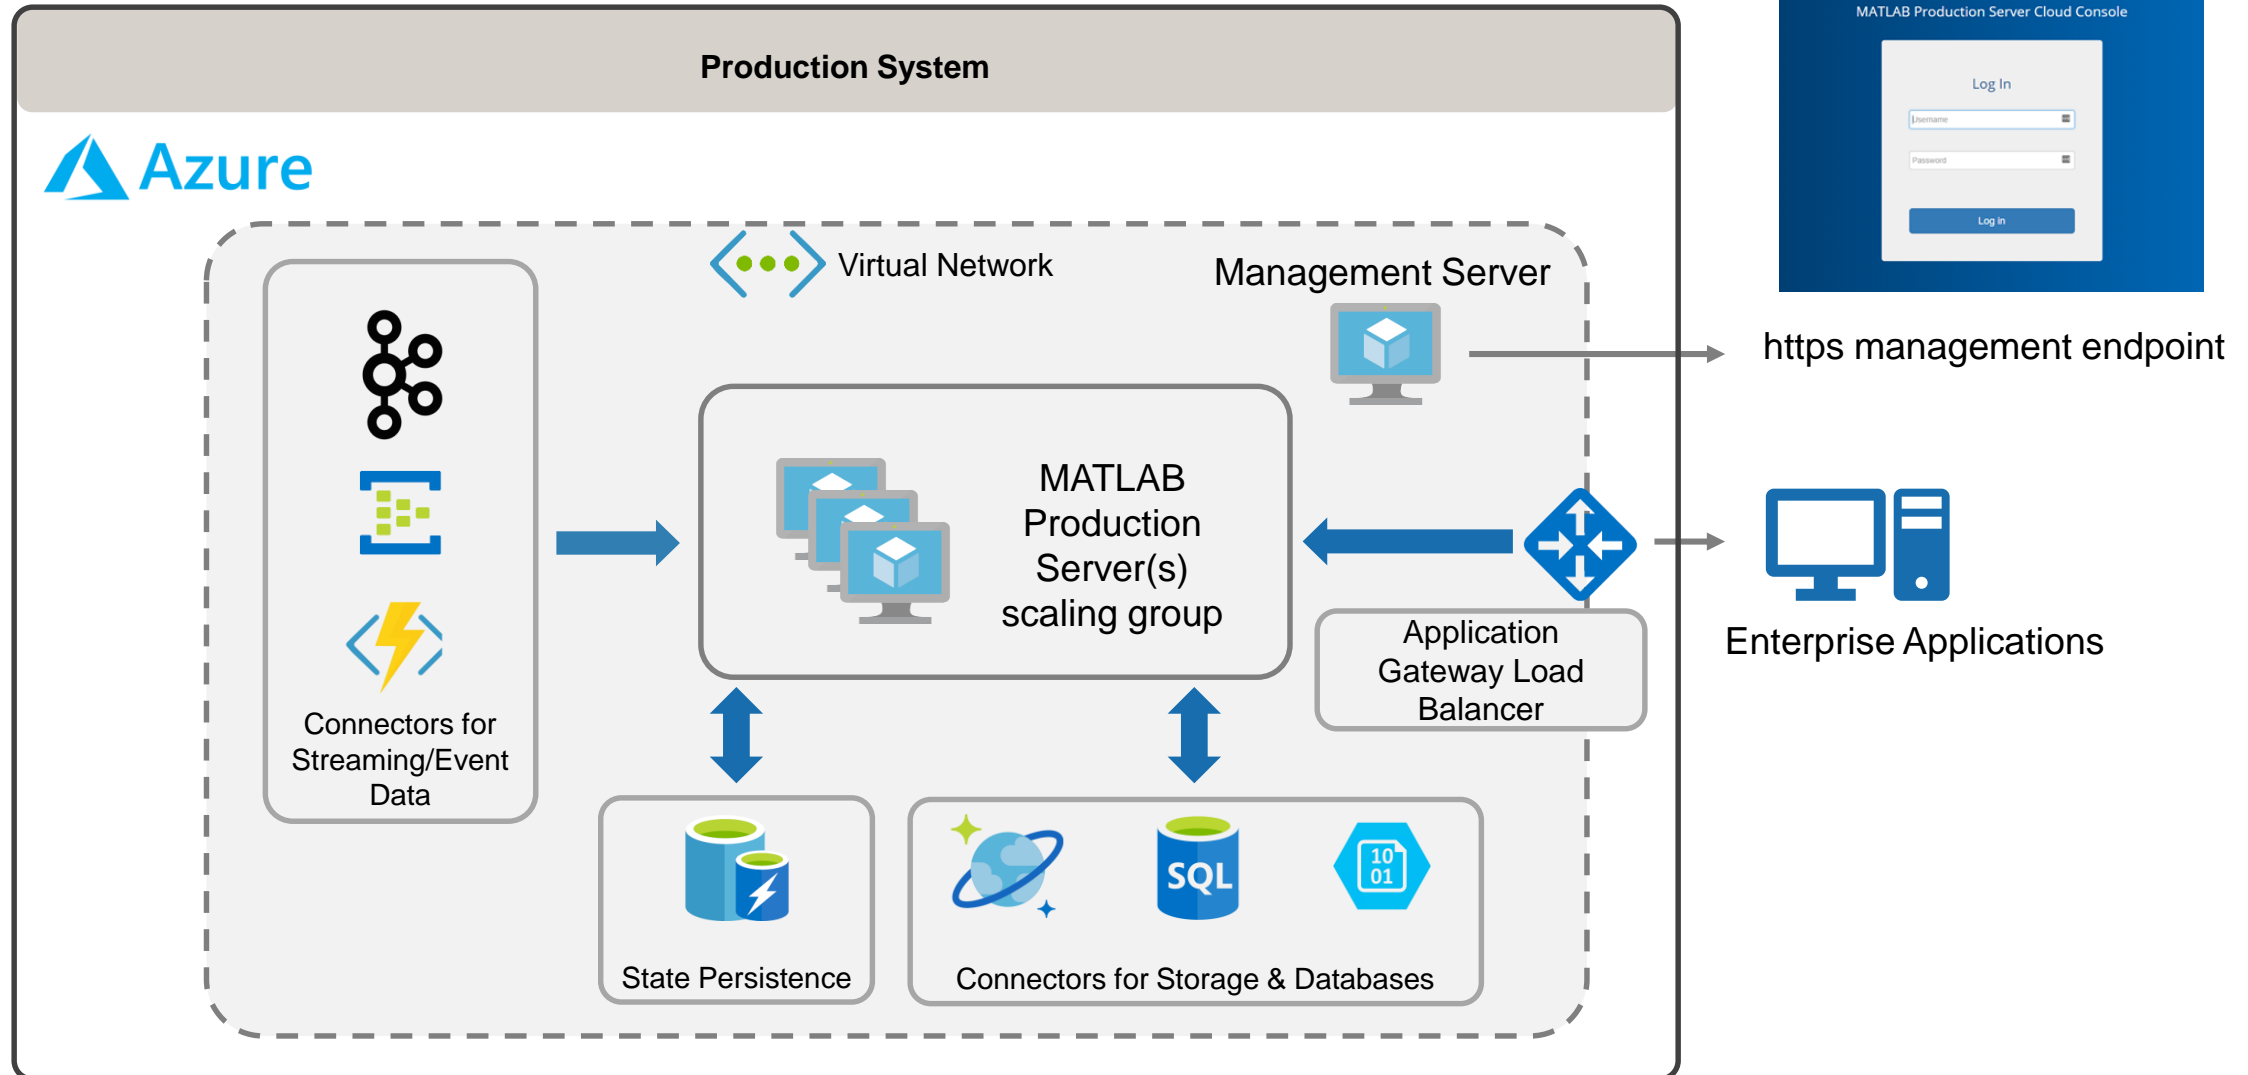 Production System
MATLAB Production Server Cloud Console
Log In
Username
Password
Log in
Azure
Virtual Network
Management Server
https management endpoint
MATLAB
Production
Server(s)
scaling group
Application
Gateway Load
Balancer
Enterprise Applications
Connectors for
Streaming/Event
Data
SQL
10
01
State Persistence
Connectors for Storage & Databases